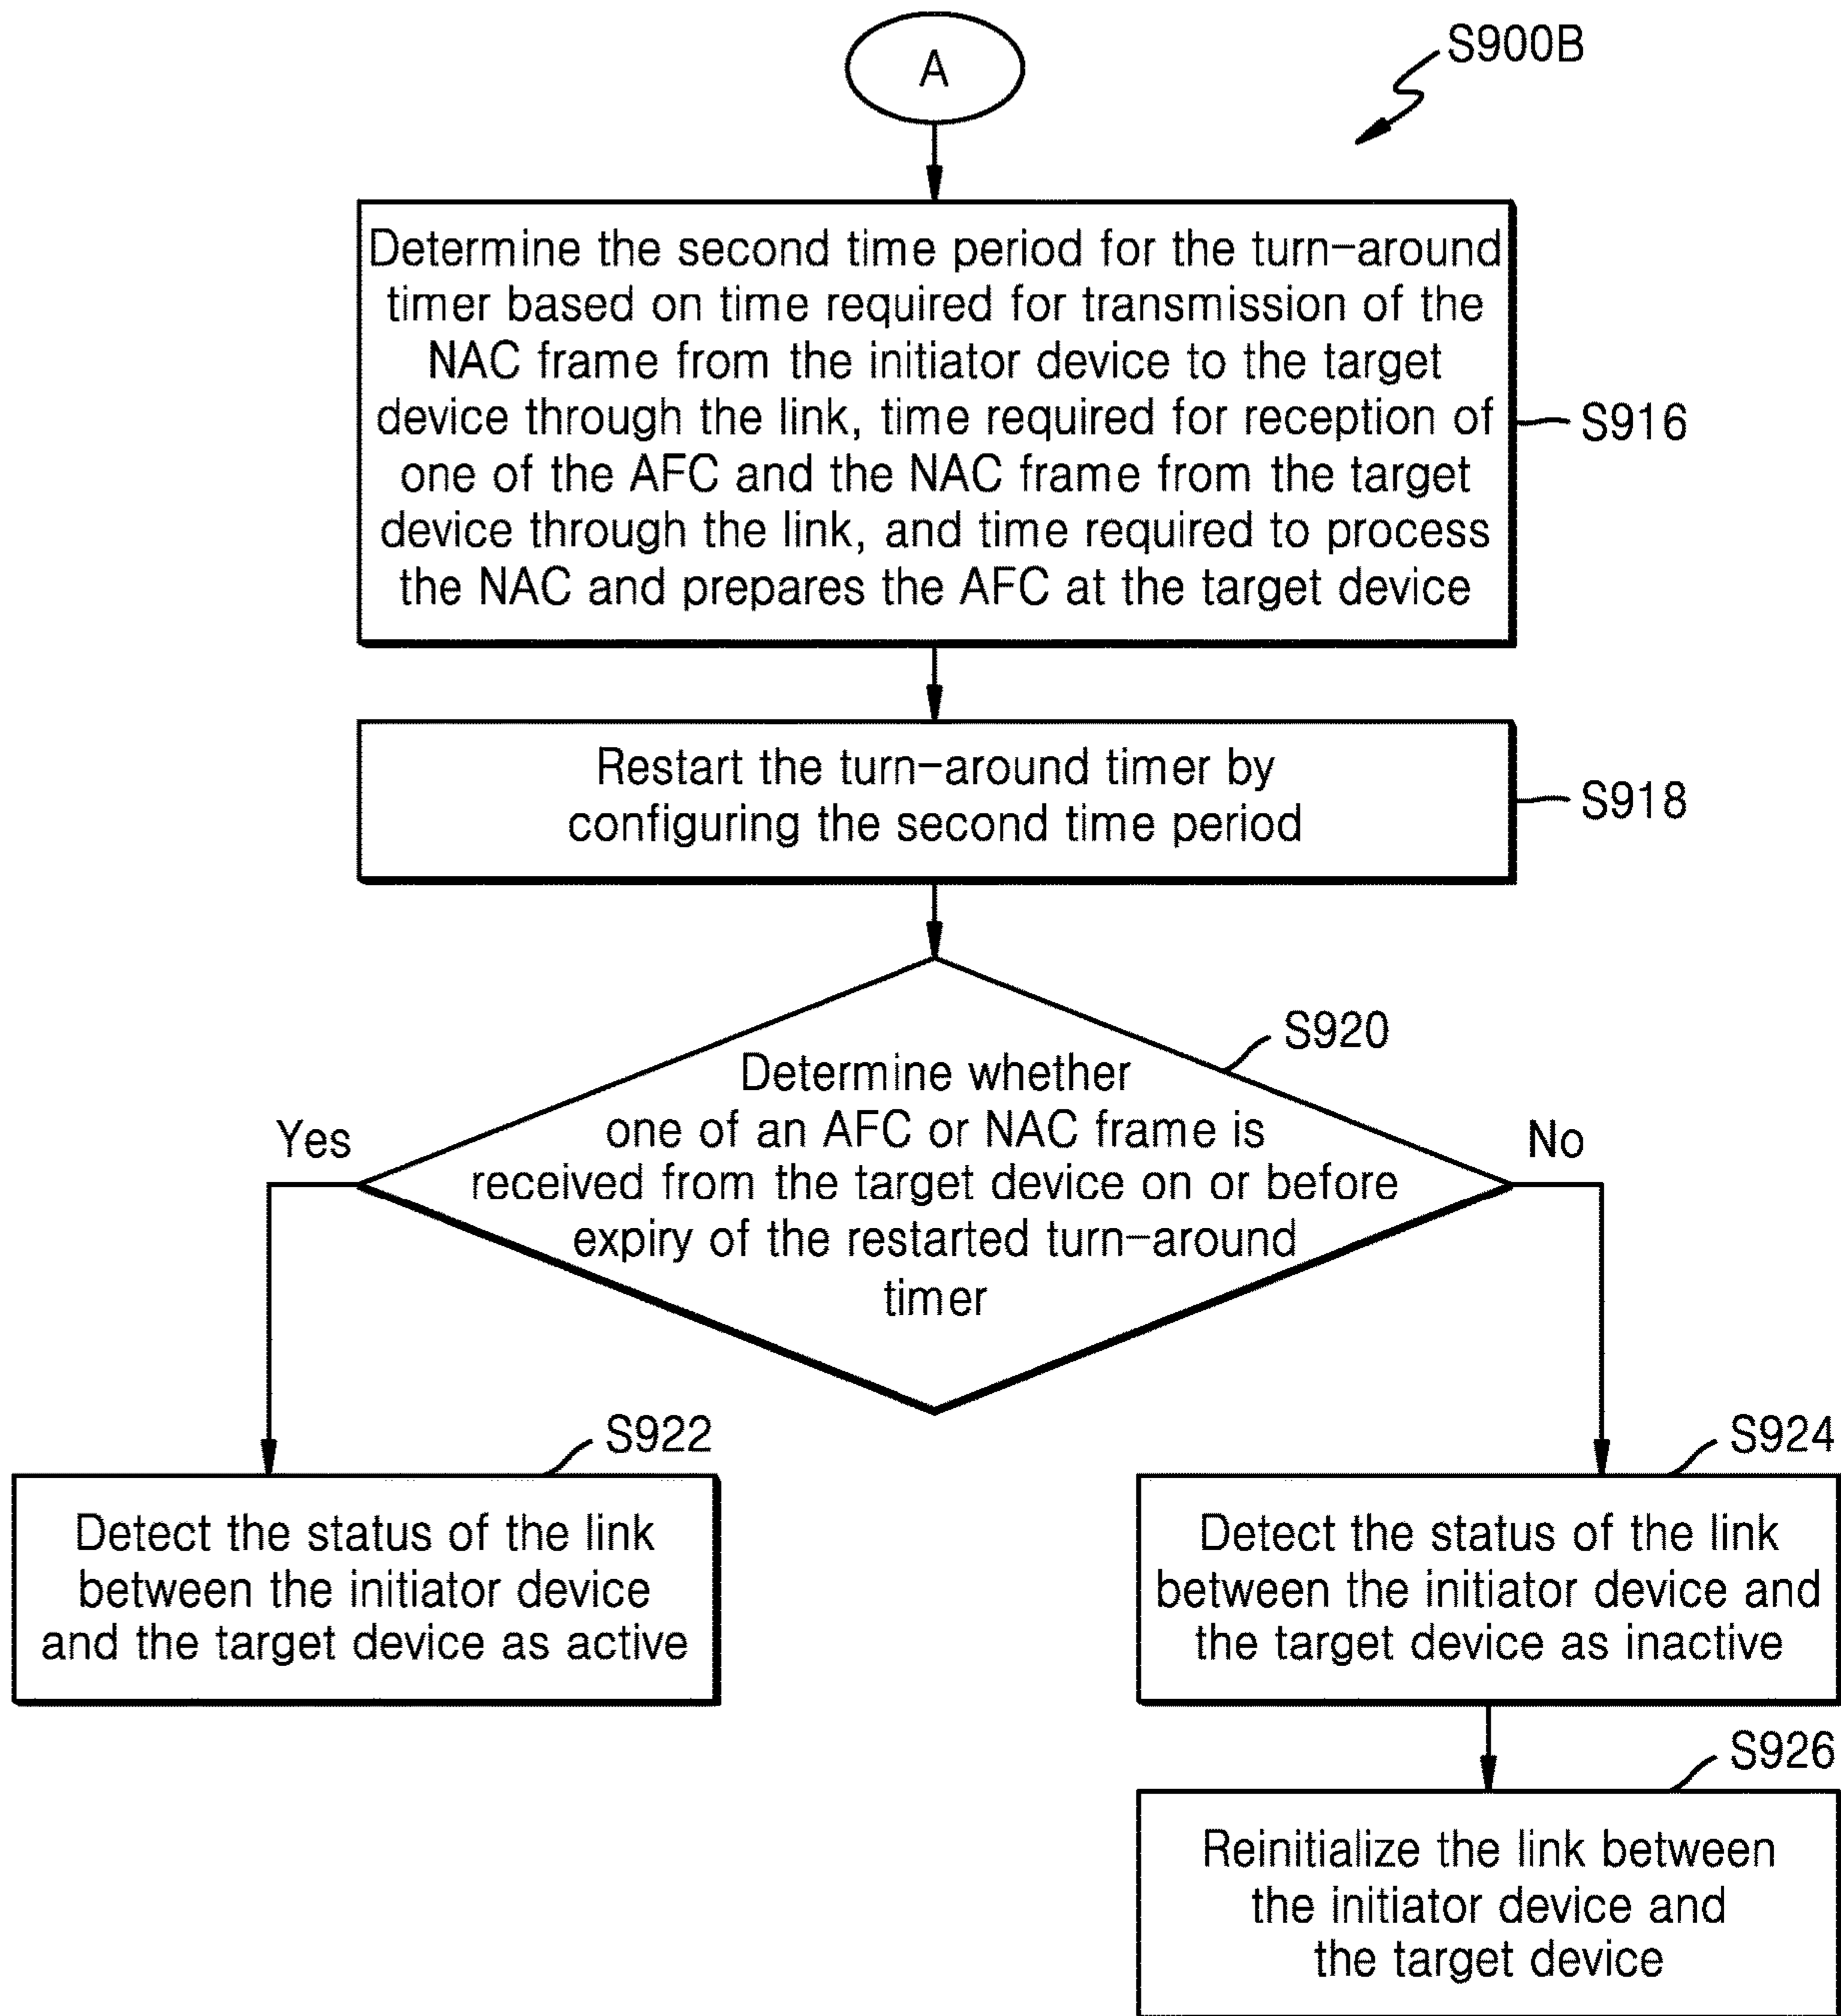 A
S900B
Determine the second time period for the turn-around
timer based on time required for transmission of the
NAC frame from the initiator device to the target
device through the link, time required for reception of
one of the AFC and the NAC frame from the target
device through the link, and time required to process
the NAC and prepares the AFC at the target device
S916
Restart the turn-around timer by
configuring the second time period
S918
S920
Determine whether
one of an AFC or NAC frame is
received from the target device on or before
expiry of the restarted turn-around
timer
Yes
No
S922
Detect the status of the link
between the initiator device
and the target device as active
S924
Detect the status of the link
between the initiator device and
the target device as inactive
S926
Reinitialize the link between
the initiator device and
the target device